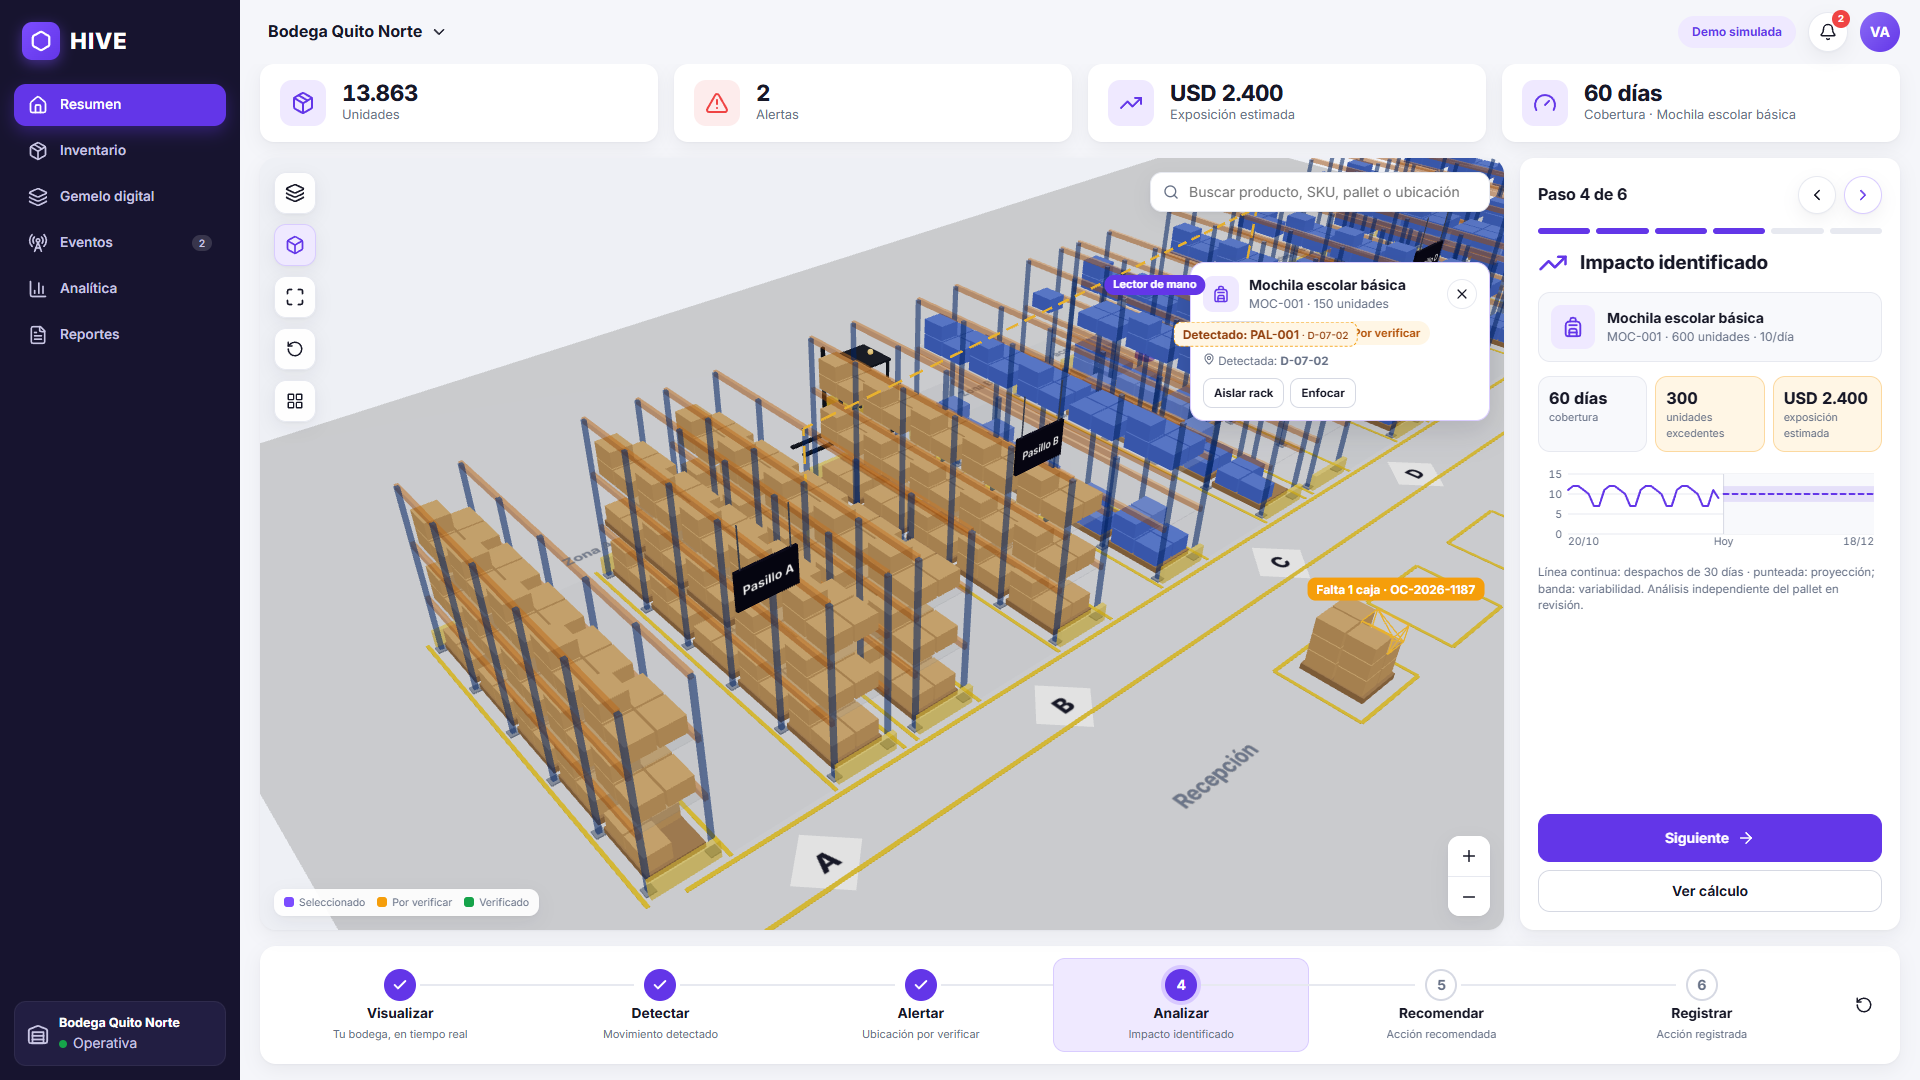 HIVE
Resumen
Inventario
Gemelo digital
Eventos
2
Analítica
Reportes
Bodega Quito Norte
Operativa
Bodega Quito Norte
Demo simulada
2
VA
13.863
Unidades
2
Alertas
USD 2.400
Exposición estimada
60 días
Cobertura · Mochila escolar básica
Buscar producto, SKU, pallet o ubicación
Lector de mano
Mochila escolar básica
MOC-001 · 150 unidades
Detectado: PAL-001 · D-07-02
Por verificar
Detectada: D-07-02
Aislar rack
Enfocar
Pasillo B
Pasillo A
Zona
D
C
B
A
Falta 1 caja · OC-2026-1187
Recepción
Seleccionado
Por verificar
Verificado
Paso 4 de 6
Impacto identificado
Mochila escolar básica
MOC-001 · 600 unidades · 10/día
60 días
cobertura
300
unidades
excedentes
USD 2.400
exposición
estimada
15
10
5
0
20/10
Hoy
18/12
Línea continua: despachos de 30 días · punteada: proyección;
banda: variabilidad. Análisis independiente del pallet en
revisión.
Siguiente
Ver cálculo
Visualizar
Tu bodega, en tiempo real
Detectar
Movimiento detectado
Alertar
Ubicación por verificar
4
Analizar
Impacto identificado
5
Recomendar
Acción recomendada
6
Registrar
Acción registrada